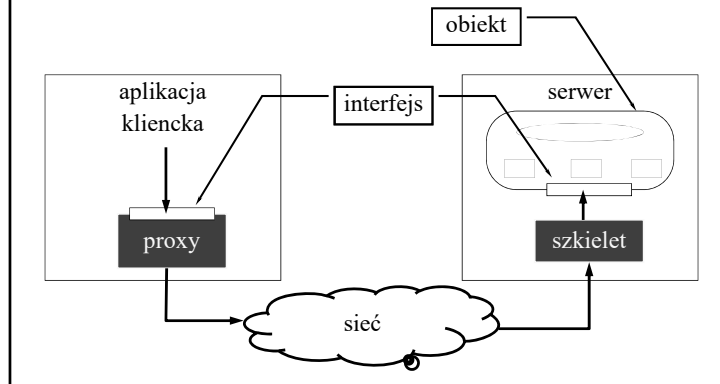 obiekt
aplikacja
kliencka
interfejs
serwer
proxy
szkielet
sieć